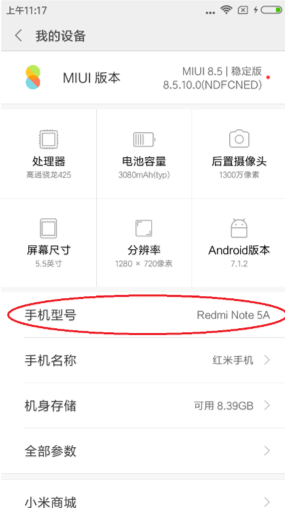 上午11:17
我的设备
MIUI 版本
MIUI 8.5 | 稳定版
8.5.10.0(NDFCNED)
处理器
高通骁龙425
电池容量
3080mAh(typ)
后置摄像头
1300万像素
屏幕尺寸
5.5英寸
分辨率
1280 × 720像素
Android版本
7.1.2
手机型号 Redmi Note 5A
手机名称 红米手机
机身存储 可用 8.39GB
全部参数
小米商城